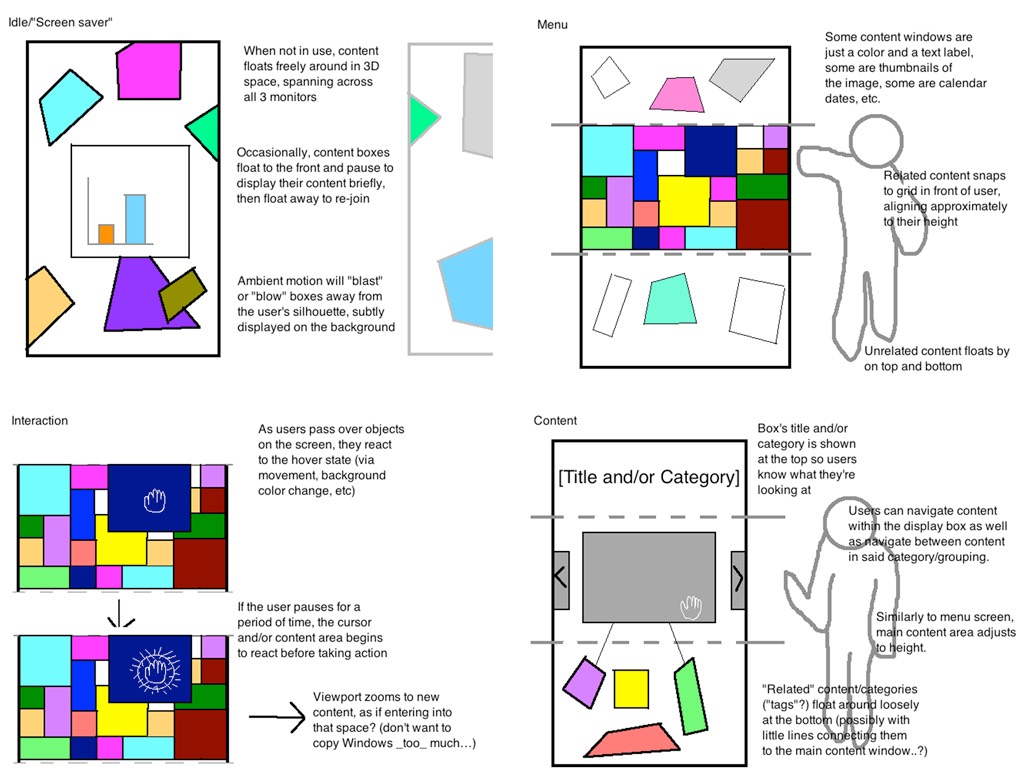 Idle/"Screen saver"
When not in use, content
floats freely around in 3D
space, spanning across
all 3 monitors
Occasionally, content boxes
float to the front and pause to
display their content briefly,
then float away to re-join
Ambient motion will "blast"
or "blow" boxes away from
the user's silhouette, subtly
displayed on the background
Menu
Some content windows are
just a color and a text label,
some are thumbnails of
the image, some are calendar
dates, etc.
Related content snaps
to grid in front of user,
aligning approximately
to their height
Unrelated content floats by
on top and bottom
Interaction
As users pass over objects
on the screen, they react
to the hover state (via
movement, background
color change, etc)
If the user pauses for a
period of time, the cursor
and/or content area begins
to react before taking action
Viewport zooms to new
content, as if entering into
that space? (don't want to
copy Windows _too_ much...)
Content
[Title and/or Category]
Box's title and/or
category is shown
at the top so users
know what they're
looking at
Users can navigate content
within the display box as well
as navigate between content
in said category/grouping.
Similarly to menu screen,
main content area adjusts
to height.
"Related" content/categories
("tags"?) float around loosely
at the bottom (possibly with
little lines connecting them
to the main content window..?)